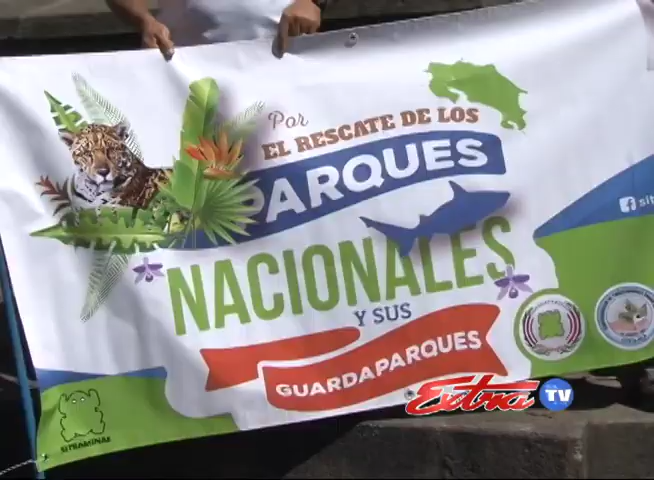 Por
EL RESCATE DE LOS
PARQUES
NACIONALES
Y SUS
GUARDAPARQUES
SITRAMINAE
Extra TV